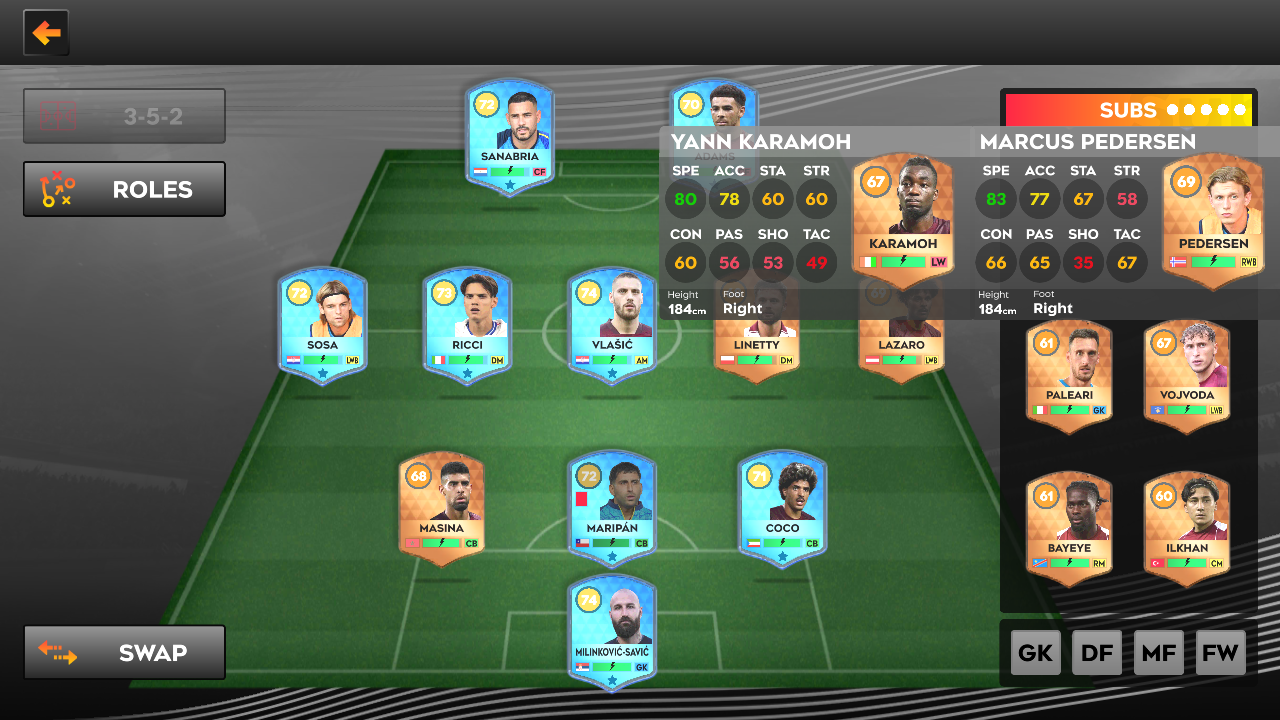 3-5-2
ROLES
SWAP
72
SANABRIA
CF
70
ADAMS
SUBS
YANN KARAMOH
SPE ACC STA STR
80 78 60 60
CON PAS SHO TAC
60 56 53 49
Height Foot
184cm Right
67
KARAMOH
LW
MARCUS PEDERSEN
SPE ACC STA STR
83 77 67 58
CON PAS SHO TAC
66 65 35 67
Height Foot
184cm Right
69
PEDERSEN
RWB
72
SOSA
LWB
73
RICCI
DM
74
VLAŠIĆ
AM
LINETTY
DM
LAZARO
LWB
61
PALEARI
GK
67
VOJVODA
LWB
68
MASINA
CB
72
MARIPÁN
CB
71
COCO
CB
61
BAYEYE
RM
60
ILKHAN
CM
74
MILINKOVIĆ-SAVIĆ
GK
GK DF MF FW